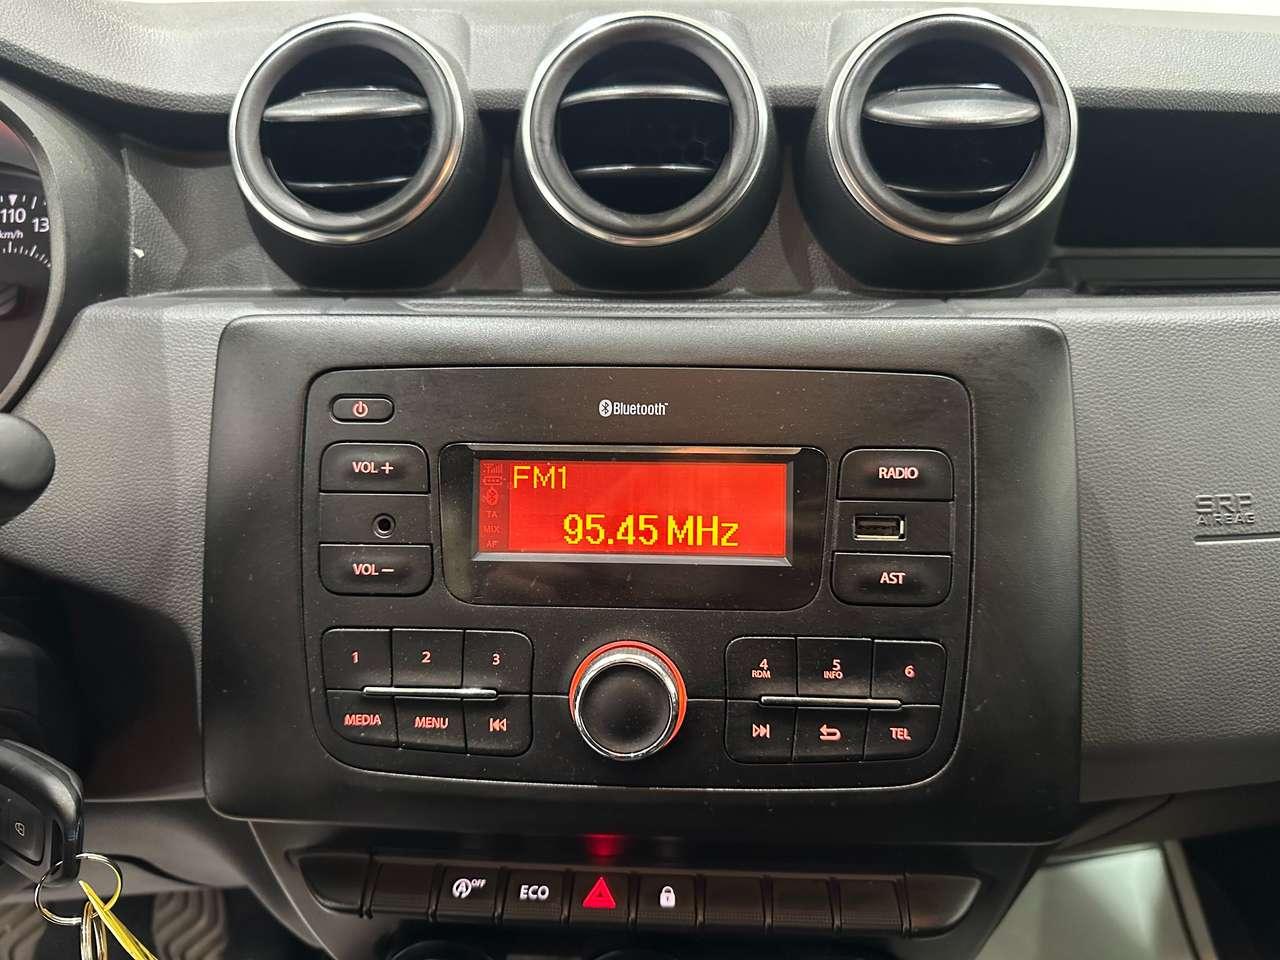 110 13
km/h
Bluetooth™
VOL +
VOL −
FM1
95.45 MHz
TA
MIX
AF
RADIO
AST
SRP
AIRBAG
1
2
3
MEDIA
MENU
4
RDM
5
INFO
6
TEL
A OFF
ECO